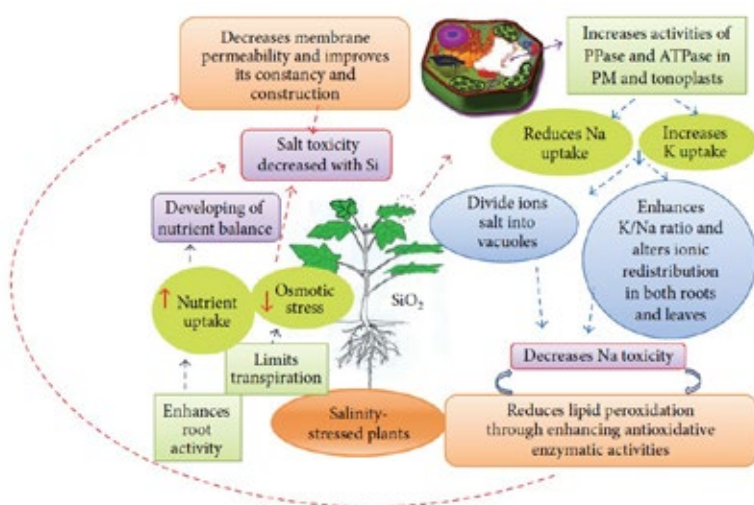 Decreases membrane
permeability and improves
its constancy and
construction
Increases activities of
PPase and ATPase in
PM and tonoplasts
Salt toxicity
decreased with Si
Reduces Na
uptake
Increases
K uptake
Developing of
nutrient balance
Divide ions
salt into
vacuoles
Enhances
K/Na ratio and
alters ionic
redistribution
in both roots
and leaves
↑ Nutrient
uptake
↓ Osmotic
stress
SiO₂
Limits
transpiration
Decreases Na toxicity
Enhances
root
activity
Salinity-
stressed plants
Reduces lipid peroxidation
through enhancing antioxidative
enzymatic activities